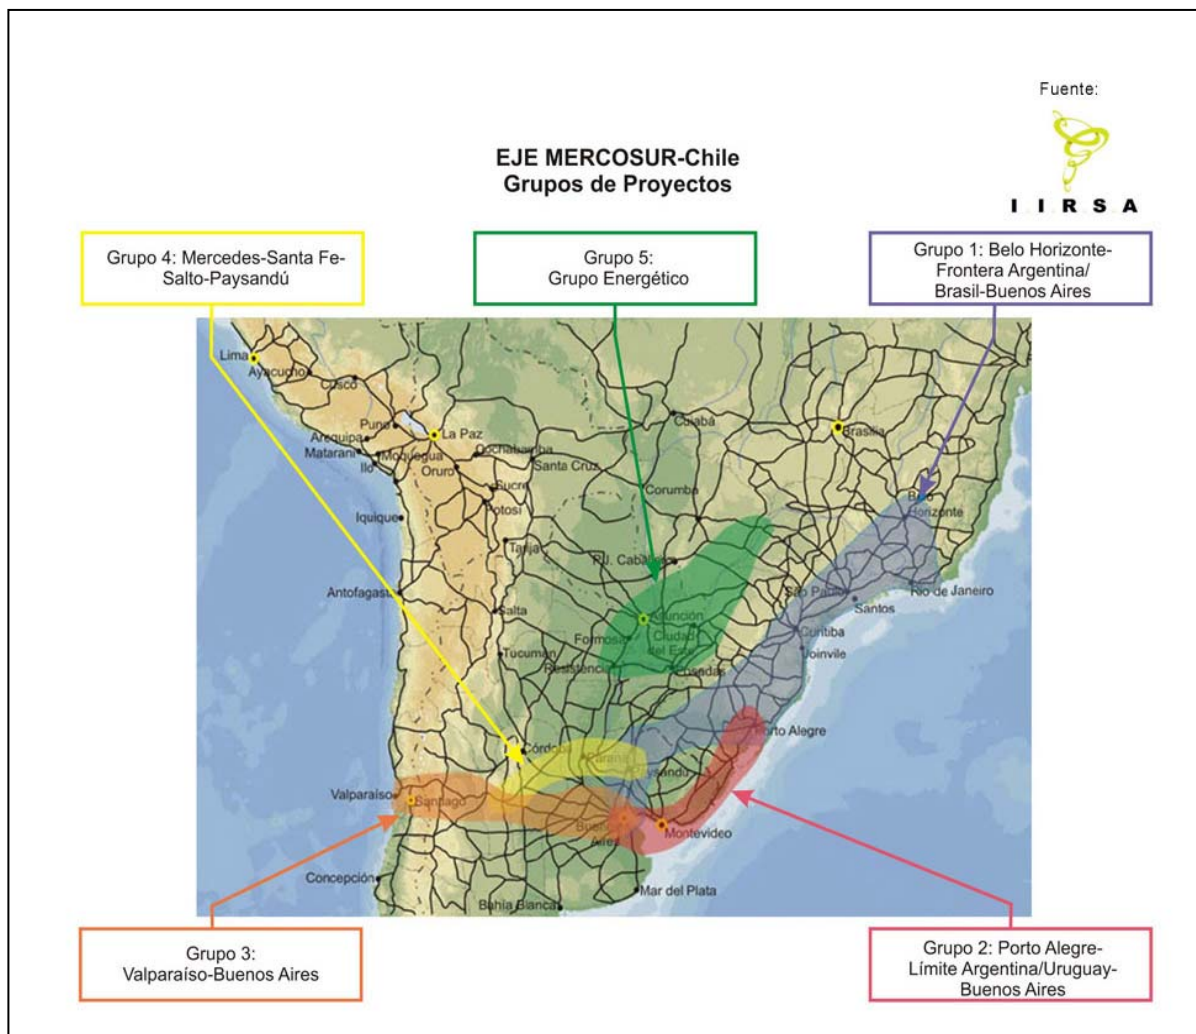 Fuente:
I.I.R.S.A
EJE MERCOSUR-Chile
Grupos de Proyectos
Grupo 4: Mercedes-Santa Fe-
Salto-Paysandú
Grupo 5:
Grupo Energético
Grupo 1: Belo Horizonte-
Frontera Argentina/
Brasil-Buenos Aires
Lima
Ayacucho
Cusco
Puno
Arequipa
Matarani
Moquegua
Ilo
La Paz
Oruro
Cochabamba
Santa Cruz
Sucre
Potosí
Cuiabá
Brasília
Corumba
Belo
Horizonte
Iquique
Tarija
P.J. Caballero
Antofagasta
São Paulo
Rio de Janeiro
Santos
Salta
Asunción
Formosa
Ciudad
del Este
Curitiba
Joinvile
Tucumán
Resistencia
Posadas
Porto Alegre
Córdoba
Paraná
Paysandú
Valparaíso
Santiago
Buenos
Aires
Montevideo
Concepción
Mar del Plata
Bahía Blanca
Grupo 3:
Valparaíso-Buenos Aires
Grupo 2: Porto Alegre-
Límite Argentina/Uruguay-
Buenos Aires